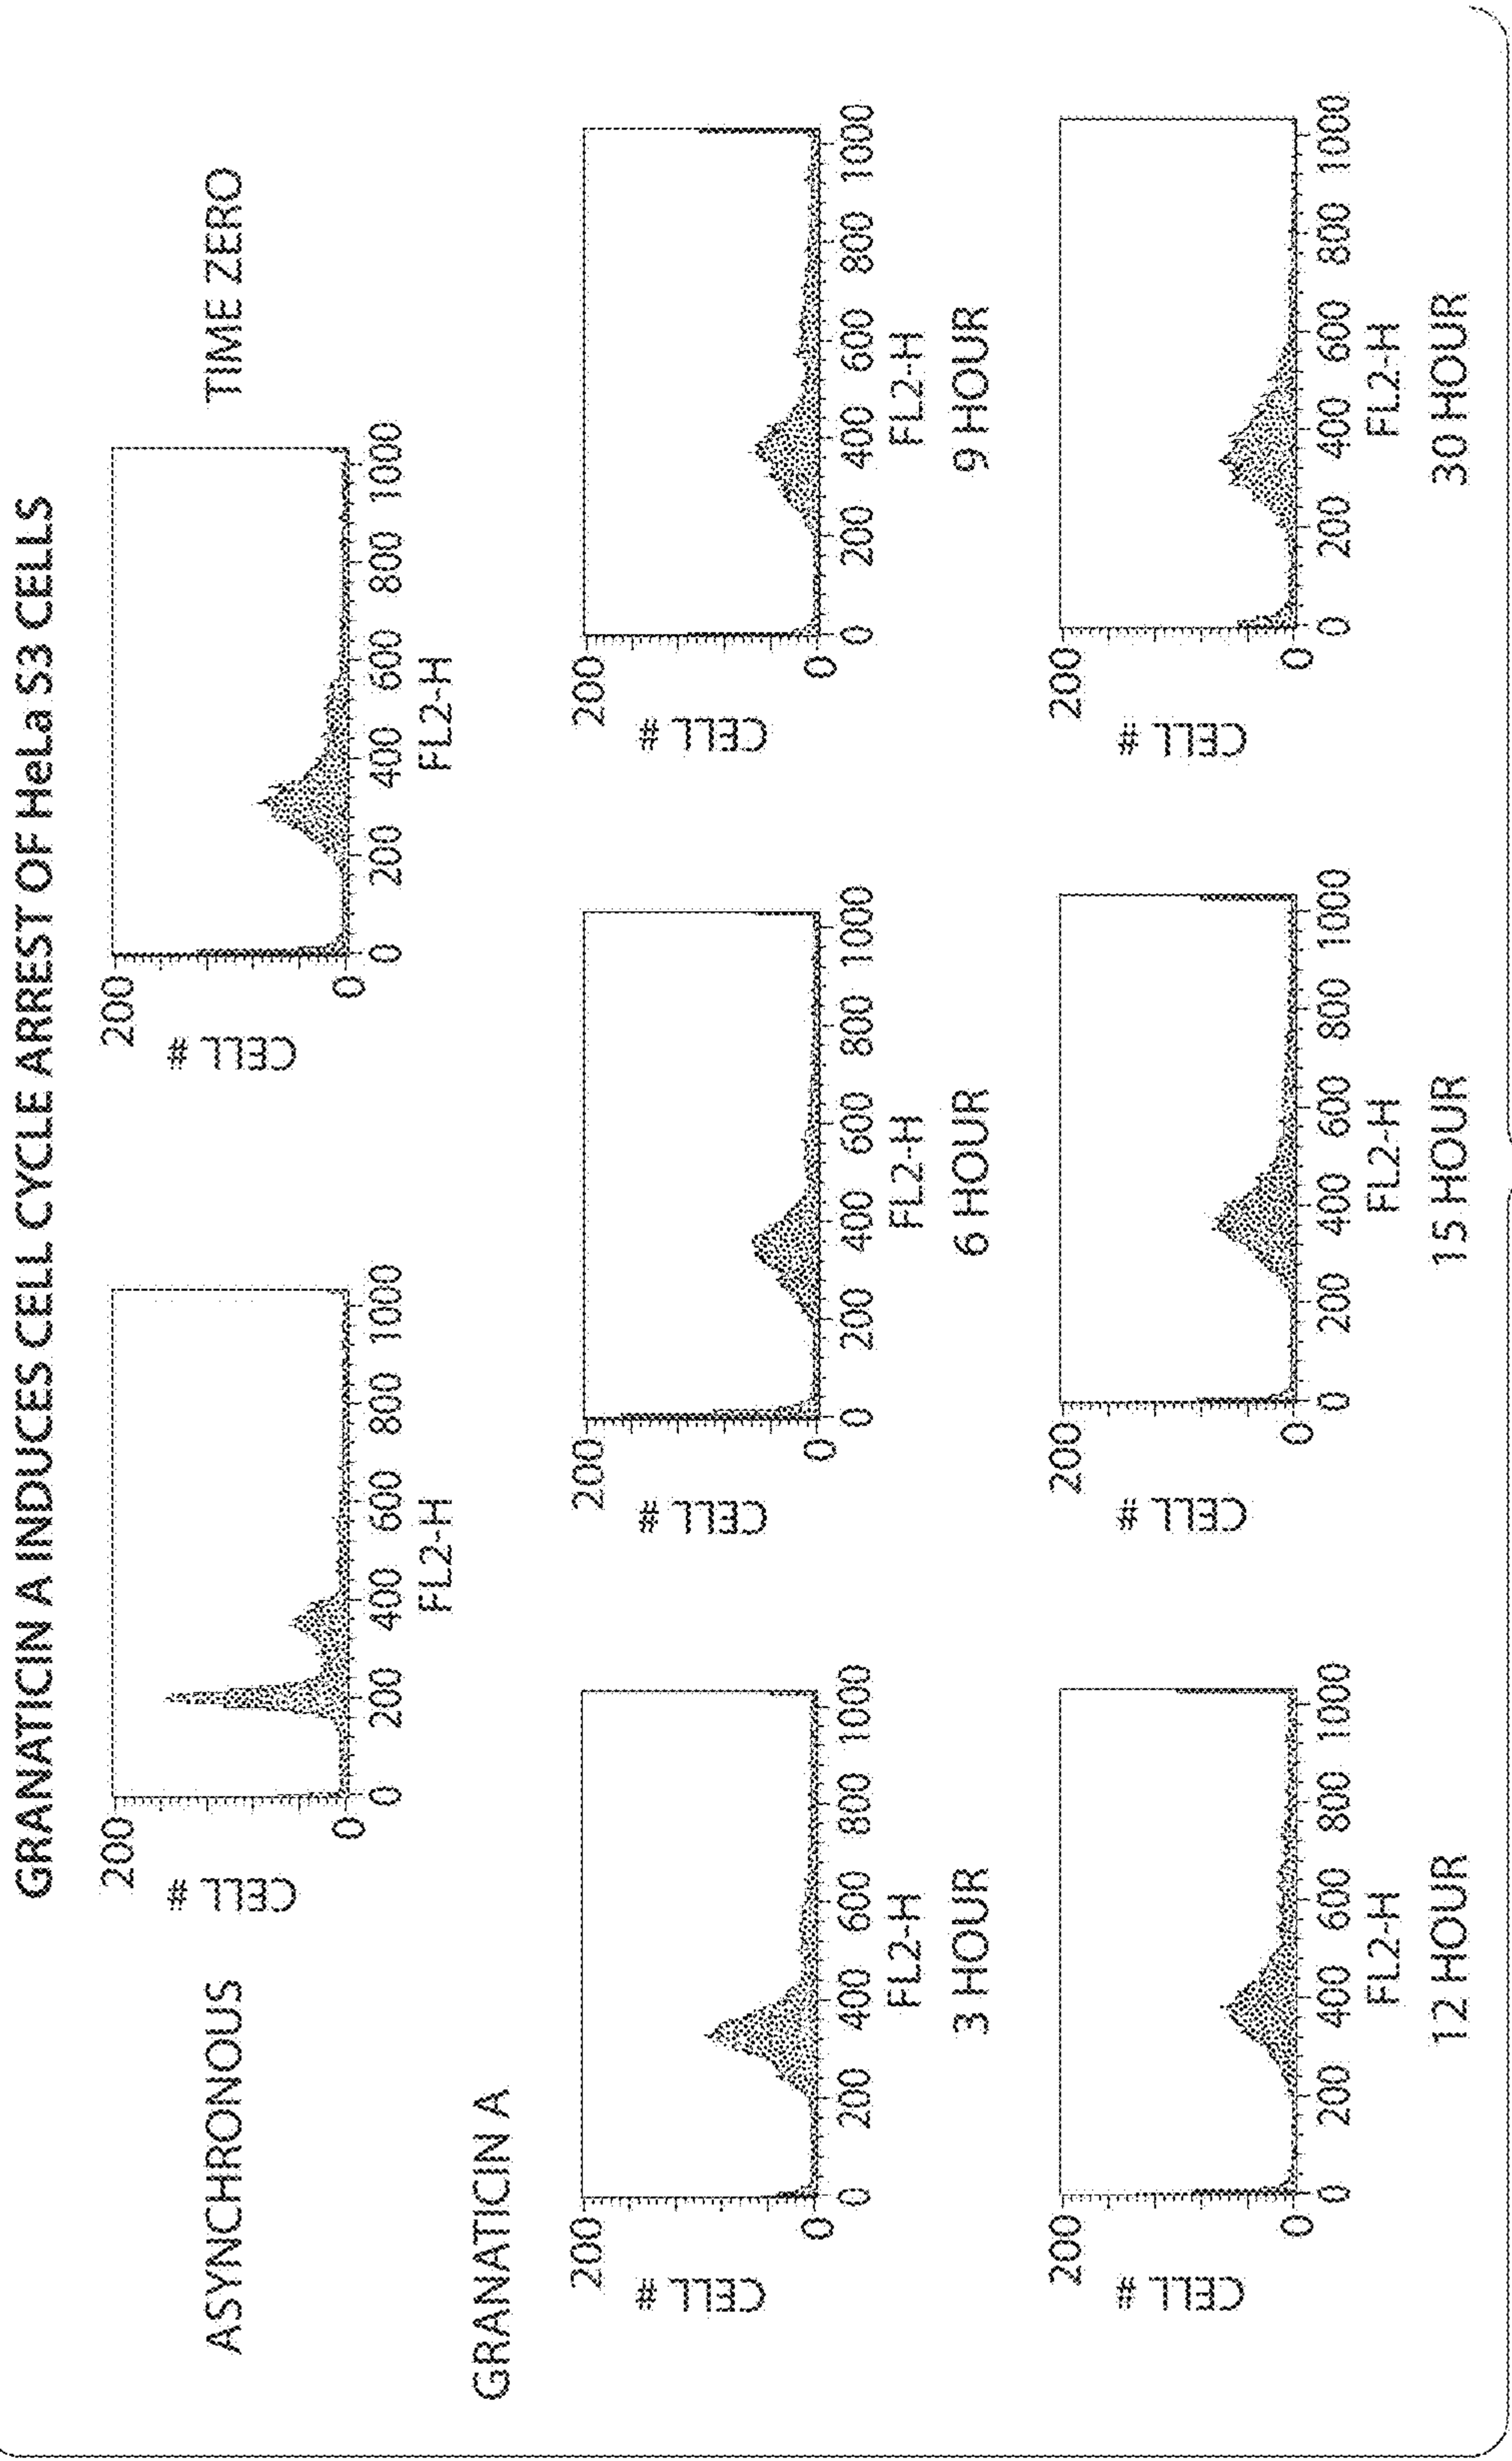 GRANATICIN A INDUCES CELL CYCLE ARREST OF HeLa S3 CELLS
ASYNCHRONOUS
CELL #
200
0
0 200 400 600 800 1000
FL2-H
CELL #
200
0
0 200 400 600 800 1000
FL2-H
TIME ZERO
GRANATICIN A
CELL #
200
0
0 200 400 600 800 1000
FL2-H
3 HOUR
CELL #
200
0
0 200 400 600 800 1000
FL2-H
6 HOUR
CELL #
200
0
0 200 400 600 800 1000
FL2-H
9 HOUR
CELL #
200
0
0 200 400 600 800 1000
FL2-H
12 HOUR
CELL #
200
0
0 200 400 600 800 1000
FL2-H
15 HOUR
CELL #
200
0
0 200 400 600 800 1000
FL2-H
30 HOUR